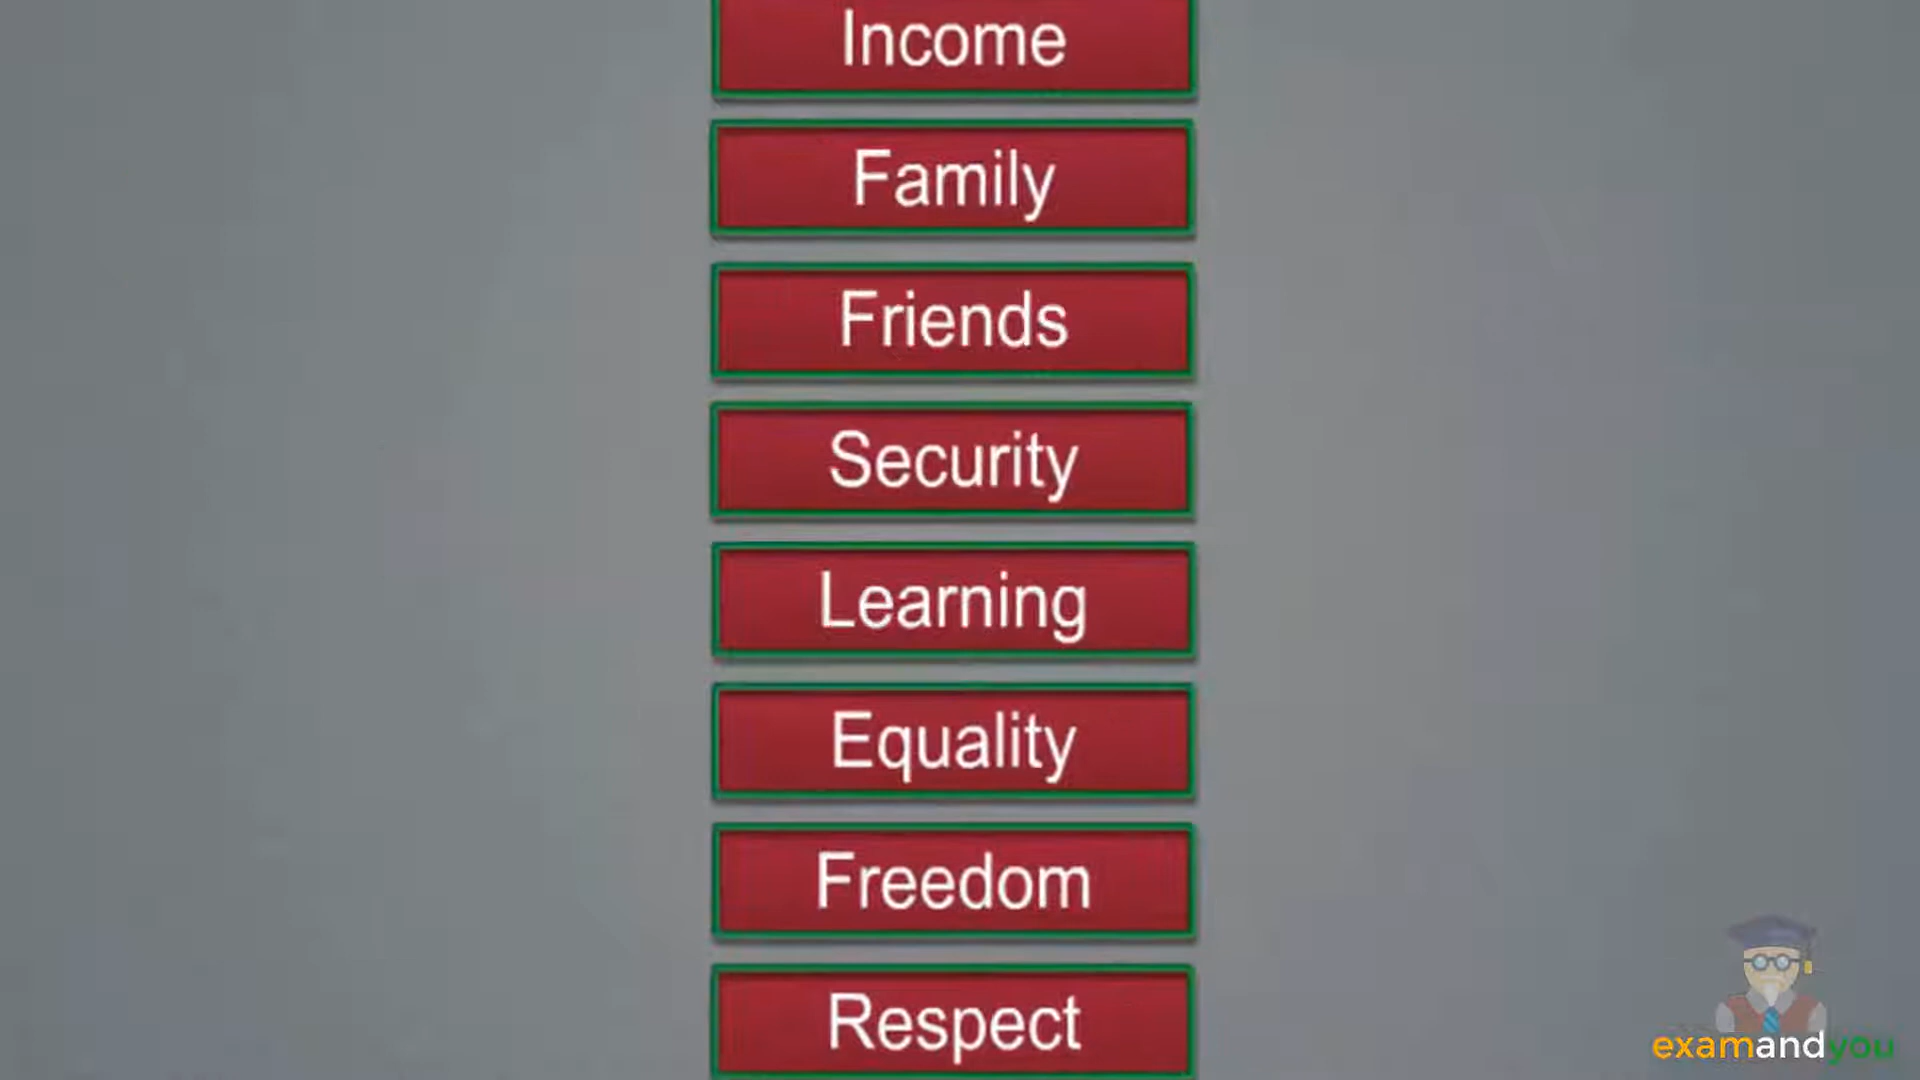 Income
Family
Friends
Security
Learning
Equality
Freedom
Respect
examandyou